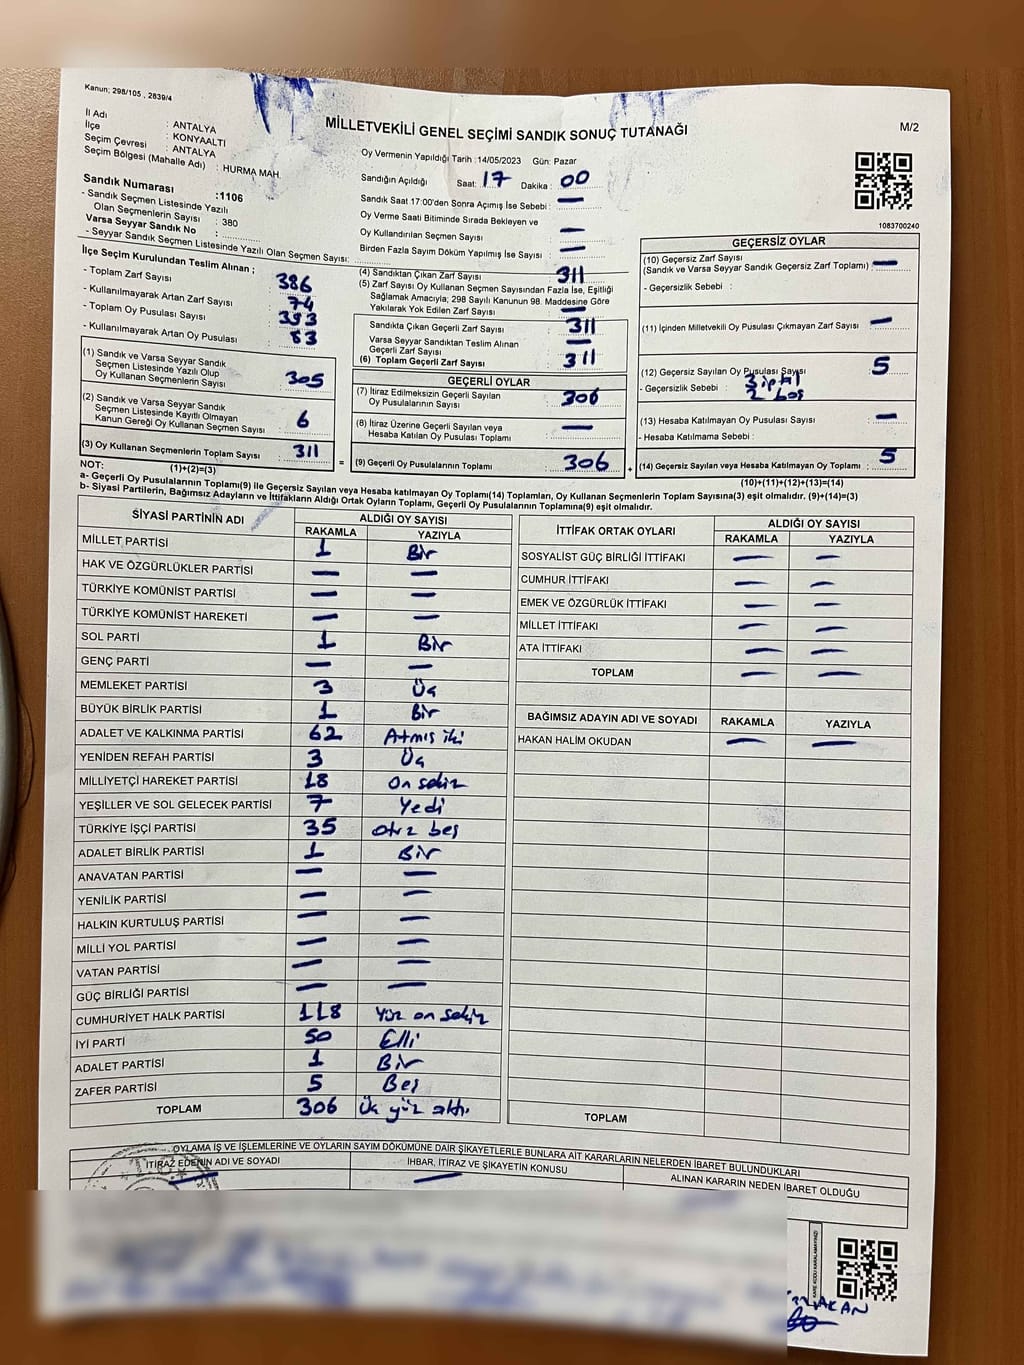 Kanun; 298/105 , 2839/4
MİLLETVEKİLİ GENEL SEÇİMİ SANDIK SONUÇ TUTANAĞI
M/2
İl Adı : ANTALYA
İlçe : KONYAALTI
Seçim Çevresi : ANTALYA
Seçim Bölgesi (Mahalle Adı) : HURMA MAH.
Sandık Numarası :1106
- Sandık Seçmen Listesinde Yazılı
Olan Seçmenlerin Sayısı : 380
Varsa Seyyar Sandık No :
- Seyyar Sandık Seçmen Listesinde Yazılı Olan Seçmen Sayısı:
Oy Vermenin Yapıldığı Tarih :14/05/2023 Gün: Pazar
Sandığın Açıldığı Saat: 17 Dakika : 00
Sandık Saat 17:00'den Sonra Açımış İse Sebebi : —
Oy Verme Saati Bitiminde Sırada Bekleyen ve
Oy Kullandırılan Seçmen Sayısı —
Birden Fazla Sayım Döküm Yapılmış İse Sayısı : —
1083700240
İlçe Seçim Kurulundan Teslim Alınan ;
- Toplam Zarf Sayısı : 386
- Kullanılmayarak Artan Zarf Sayısı : 74
- Toplam Oy Pusulası Sayısı : 393
- Kullanılmayarak Artan Oy Pusulası : 83
(1) Sandık ve Varsa Seyyar Sandık
Seçmen Listesinde Yazılı Olup
Oy Kullanan Seçmenlerin Sayısı : 305
(2) Sandık ve Varsa Seyyar Sandık
Seçmen Listesinde Kayıtlı Olmayan
Kanun Gereği Oy Kullanan Seçmen Sayısı : 6
(3) Oy Kullanan Seçmenlerin Toplam Sayısı : 311
(1)+(2)=(3)
(4) Sandıktan Çıkan Zarf Sayısı : 311
(5) Zarf Sayısı Oy Kullanan Seçmen Sayısından Fazla İse, Eşitliği
Sağlamak Amacıyla; 298 Sayılı Kanunun 98. Maddesine Göre
Yakılarak Yok Edilen Zarf Sayısı : —
Sandıkta Çıkan Geçerli Zarf Sayısı : 311
Varsa Seyyar Sandıktan Teslim Alınan
Geçerli Zarf Sayısı :
(6) Toplam Geçerli Zarf Sayısı : 311
GEÇERLİ OYLAR
(7) İtiraz Edilmeksizin Geçerli Sayılan
Oy Pusulalarının Sayısı : 306
(8) İtiraz Üzerine Geçerli Sayılan veya
Hesaba Katılan Oy Pusulası Toplamı : —
= (9) Geçerli Oy Pusulalarının Toplamı : 306 +
GEÇERSİZ OYLAR
(10) Geçersiz Zarf Sayısı
(Sandık ve Varsa Seyyar Sandık Geçersiz Zarf Toplamı) : —
- Geçersizlik Sebebi :
(11) İçinden Milletvekili Oy Pusulası Çıkmayan Zarf Sayısı : —
(12) Geçersiz Sayılan Oy Pusulası Sayısı : 5
- Geçersizlik Sebebi : 3 iptal
2 boş
(13) Hesaba Katılmayan Oy Pusulası Sayısı : —
- Hesaba Katılmama Sebebi :
(14) Geçersiz Sayılan veya Hesaba Katılmayan Oy Toplamı : 5
(10)+(11)+(12)+(13)=(14)
NOT:
a- Geçerli Oy Pusulalarının Toplamı(9) ile Geçersiz Sayılan veya Hesaba katılmayan Oy Toplamı(14) Toplamları, Oy Kullanan Seçmenlerin Toplam Sayısına(3) eşit olmalıdır. (9)+(14)=(3)
b- Siyasi Partilerin, Bağımsız Adayların ve İttifakların Aldığı Ortak Oyların Toplamı, Geçerli Oy Pusulalarının Toplamına(9) eşit olmalıdır.
SİYASİ PARTİNİN ADI ALDIĞI OY SAYISI
RAKAMLA YAZIYLA
MİLLET PARTİSİ 1 Bir
HAK VE ÖZGÜRLÜKLER PARTİSİ — —
TÜRKİYE KOMÜNİST PARTİSİ — —
TÜRKİYE KOMÜNİST HAREKETİ — —
SOL PARTİ 1 Bir
GENÇ PARTİ — —
MEMLEKET PARTİSİ 3 Üç
BÜYÜK BİRLİK PARTİSİ 1 Bir
ADALET VE KALKINMA PARTİSİ 62 Atmış iki
YENİDEN REFAH PARTİSİ 3 Üç
MİLLİYETÇİ HAREKET PARTİSİ 18 On sekiz
YEŞİLLER VE SOL GELECEK PARTİSİ 7 Yedi
TÜRKİYE İŞÇİ PARTİSİ 35 otuz beş
ADALET BİRLİK PARTİSİ 1 Bir
ANAVATAN PARTİSİ — —
YENİLİK PARTİSİ — —
HALKIN KURTULUŞ PARTİSİ — —
MİLLİ YOL PARTİSİ — —
VATAN PARTİSİ — —
GÜÇ BİRLİĞİ PARTİSİ — —
CUMHURİYET HALK PARTİSİ 118 Yüz on sekiz
İYİ PARTİ 50 Elli
ADALET PARTİSİ 1 Bir
ZAFER PARTİSİ 5 Beş
TOPLAM 306 Üç yüz altı
İTTİFAK ORTAK OYLARI ALDIĞI OY SAYISI
RAKAMLA YAZIYLA
SOSYALİST GÜÇ BİRLİĞİ İTTİFAKI — —
CUMHUR İTTİFAKI — —
EMEK VE ÖZGÜRLÜK İTTİFAKI — —
MİLLET İTTİFAKI — —
ATA İTTİFAKI — —
TOPLAM — —
BAĞIMSIZ ADAYIN ADI VE SOYADI RAKAMLA YAZIYLA
HAKAN HALİM OKUDAN — —
TOPLAM
OYLAMA İŞ VE İŞLEMLERİNE VE OYLARIN SAYIM DÖKÜMÜNE DAİR ŞİKAYETLERLE BUNLARA AİT KARARLARIN NELERDEN İBARET BULUNDUKLARI
İTİRAZ EDENİN ADI VE SOYADI İHBAR, İTİRAZ VE ŞİKAYETİN KONUSU ALINAN KARARIN NEDEN İBARET OLDUĞU
— —
KARE KODU KARALAMAYINIZ!